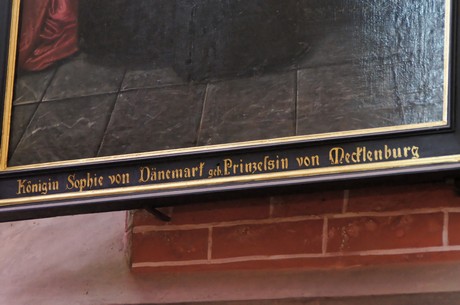 Königin Sophie von Dänemark geb. Prinzessin von Mecklenburg